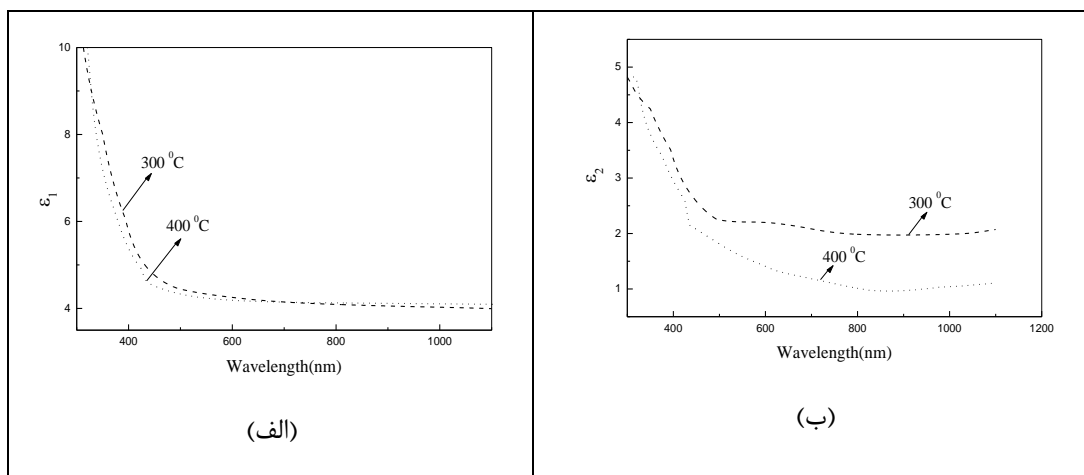 10
8
6
4
ε₁
300 ⁰C
400 ⁰C
400 600 800 1000
Wavelength(nm)
(الف)
5
4
3
2
1
ε₂
300 ⁰C
400 ⁰C
400 600 800 1000 1200
Wavelength(nm)
(ب)